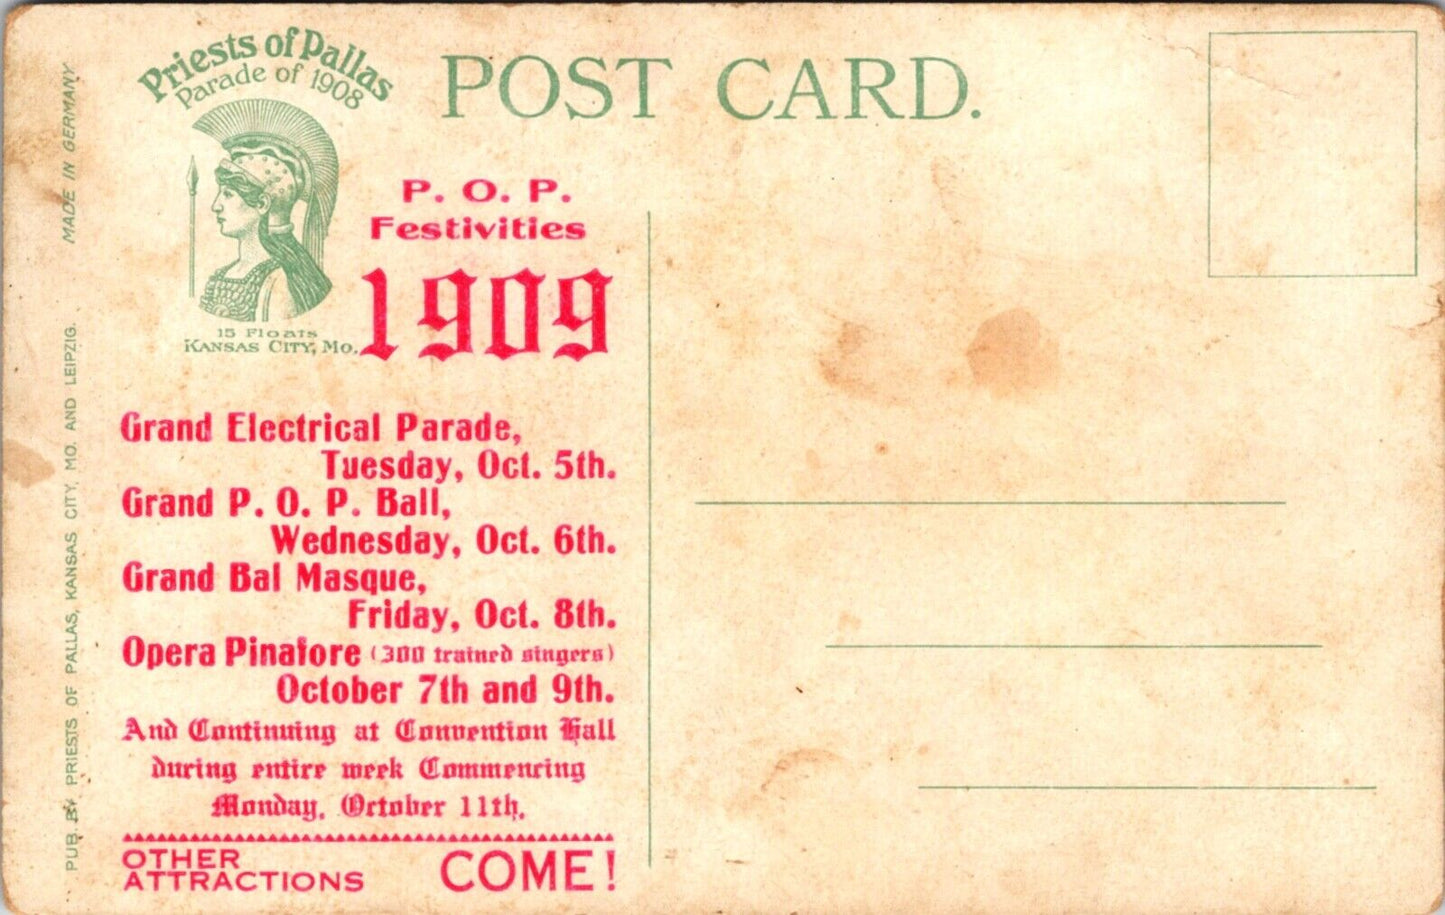 Priests of Pallas
Parade of 1908
15 Floats
KANSAS CITY, MO.
POST CARD.
P. O. P.
Festivities
1909
Grand Electrical Parade,
Tuesday, Oct. 5th.
Grand P. O. P. Ball,
Wednesday, Oct. 6th.
Grand Bal Masque,
Friday, Oct. 8th.
Opera Pinafore (300 trained singers)
October 7th and 9th.
And Continuing at Convention Hall
during entire week Commencing
Monday, October 11th.
OTHER
ATTRACTIONS
COME!
PUB. BY PRIESTS OF PALLAS, KANSAS CITY, MO. AND LEIPZIG. MADE IN GERMANY